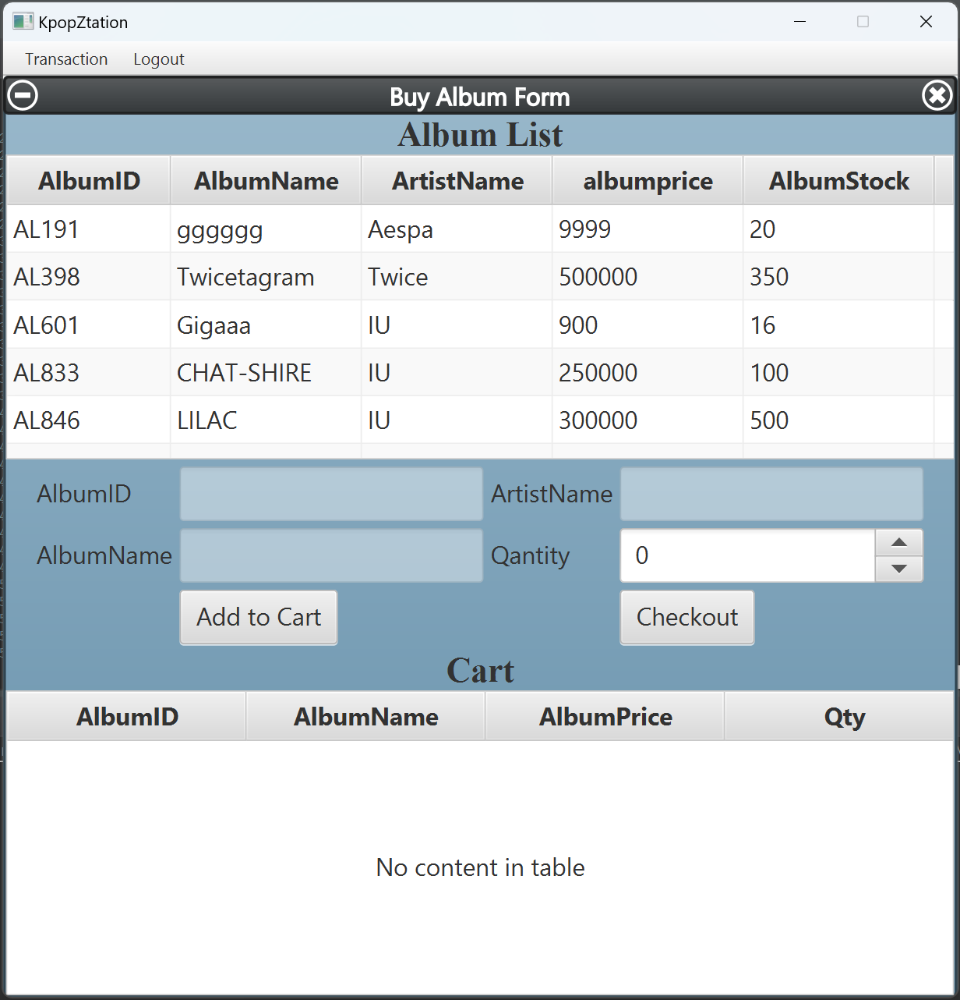 KpopZtation
Transaction Logout
Buy Album Form
Album List
AlbumID AlbumName ArtistName albumprice AlbumStock
AL191 gggggg Aespa 9999 20
AL398 Twicetagram Twice 500000 350
AL601 Gigaaa IU 900 16
AL833 CHAT-SHIRE IU 250000 100
AL846 LILAC IU 300000 500
AlbumID ArtistName
AlbumName Qantity 0
Add to Cart Checkout
Cart
AlbumID AlbumName AlbumPrice Qty
No content in table